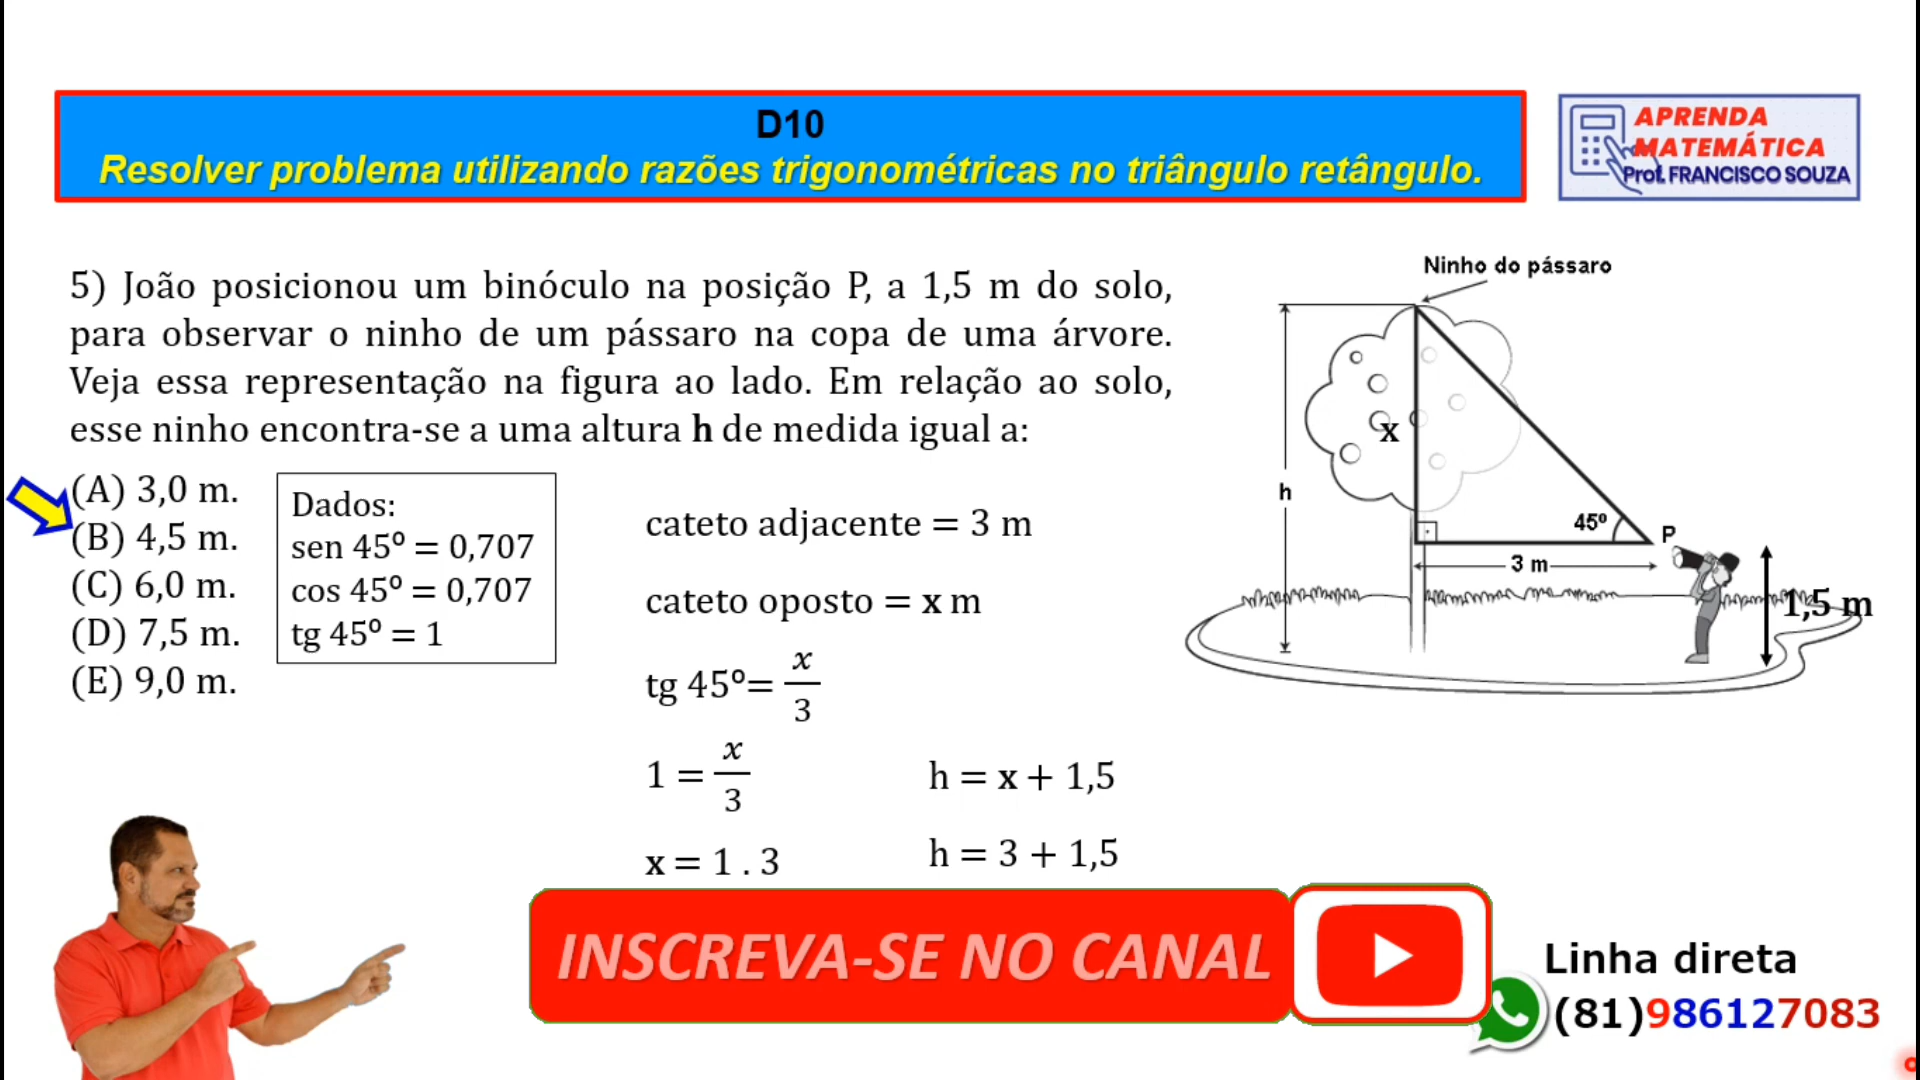 D10
Resolver problema utilizando razões trigonométricas no triângulo retângulo.
APRENDA
MATEMÁTICA
Prof. FRANCISCO SOUZA
5) João posicionou um binóculo na posição P, a 1,5 m do solo,
para observar o ninho de um pássaro na copa de uma árvore.
Veja essa representação na figura ao lado. Em relação ao solo,
esse ninho encontra-se a uma altura h de medida igual a:
(A) 3,0 m.
(B) 4,5 m.
(C) 6,0 m.
(D) 7,5 m.
(E) 9,0 m.
Dados:
sen 45º = 0,707
cos 45º = 0,707
tg 45º = 1
cateto adjacente = 3 m
cateto oposto = x m
tg 45º= x/3
1 = x/3
x = 1 . 3
h = x + 1,5
h = 3 + 1,5
Ninho do pássaro
x
h
45º
P
3 m
1,5 m
INSCREVA-SE NO CANAL
Linha direta
(81)986127083